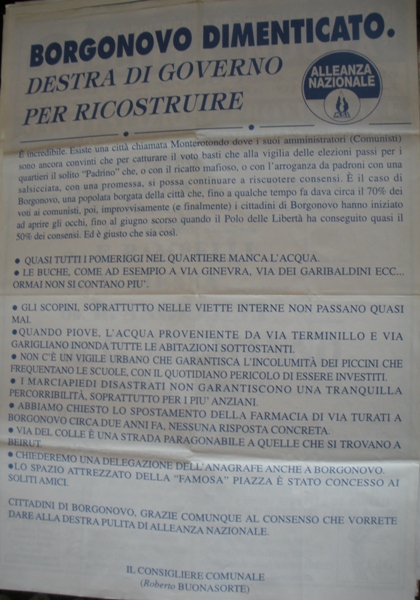 BORGONOVO DIMENTICATO.
DESTRA DI GOVERNO
PER RICOSTRUIRE
ALLEANZA
NAZIONALE
È incredibile. Esiste una città chiamata Monterotondo dove i suoi amministratori (Comunisti)
sono ancora convinti che per catturare il voto basti che alla vigilia delle elezioni passi per i
quartieri il solito "Padrino" che, o con il ricatto mafioso, o con l'arroganza da padroni con una
salsicciata, con una promessa, si possa continuare a riscuotere consensi. È il caso di
Borgonovo, una popolata borgata della città che, fino a qualche tempo fa dava circa il 70% dei
voti ai comunisti, poi, improvvisamente (e finalmente) i cittadini di Borgonovo hanno iniziato
ad aprire gli occhi, fino al giugno scorso quando il Polo delle Libertà ha conseguito quasi il
50% dei consensi. Ed è giusto che sia così.
● QUASI TUTTI I POMERIGGI NEL QUARTIERE MANCA L'ACQUA.
● LE BUCHE, COME AD ESEMPIO A VIA GINEVRA, VIA DEI GARIBALDINI ECC...
ORMAI NON SI CONTANO PIU'.
● GLI SCOPINI, SOPRATTUTTO NELLE VIETTE INTERNE NON PASSANO QUASI
MAI.
●QUANDO PIOVE, L'ACQUA PROVENIENTE DA VIA TERMINILLO E VIA
GARIGLIANO INONDA TUTTE LE ABITAZIONI SOTTOSTANTI.
● NON C'È UN VIGILE URBANO CHE GARANTISCA L'INCOLUMITÀ DEI PICCINI CHE
FREQUENTANO LE SCUOLE, CON IL QUOTIDIANO PERICOLO DI ESSERE INVESTITI.
● I MARCIAPIEDI DISASTRATI NON GARANTISCONO UNA TRANQUILLA
PERCORRIBILITÀ, SOPRATTUTTO PER I PIU' ANZIANI.
● ABBIAMO CHIESTO LO SPOSTAMENTO DELLA FARMACIA DI VIA TURATI A
BORGONOVO CIRCA DUE ANNI FA, NESSUNA RISPOSTA CONCRETA.
● VIA DEL COLLE È UNA STRADA PARAGONABILE A QUELLE CHE SI TROVANO A
BEIRUT.
●CHIEDEREMO UNA DELEGAZIONE DELL'ANAGRAFE ANCHE A BORGONOVO.
●LO SPAZIO ATTREZZATO DELLA "FAMOSA" PIAZZA È STATO CONCESSO AI
SOLITI AMICI.
CITTADINI DI BORGONOVO, GRAZIE COMUNQUE AL CONSENSO CHE VORRETE
DARE ALLA DESTRA PULITA DI ALLEANZA NAZIONALE.
IL CONSIGLIERE COMUNALE
(Roberto BUONASORTE)